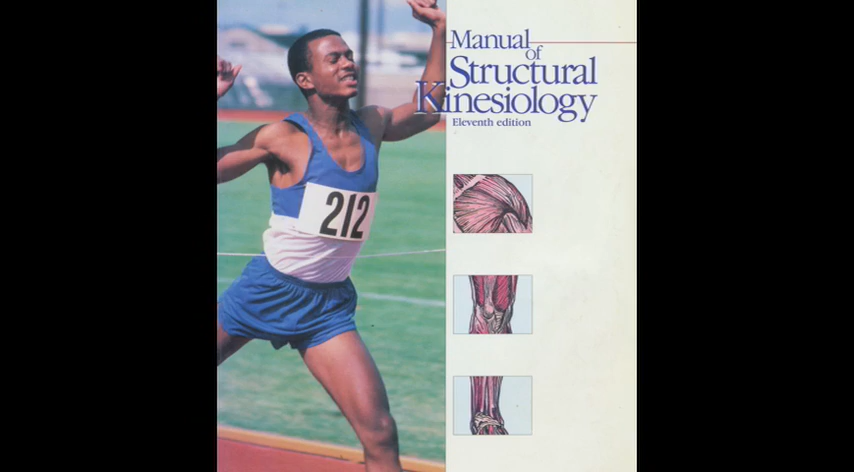 Manual
of
Structural
Kinesiology
Eleventh edition
212